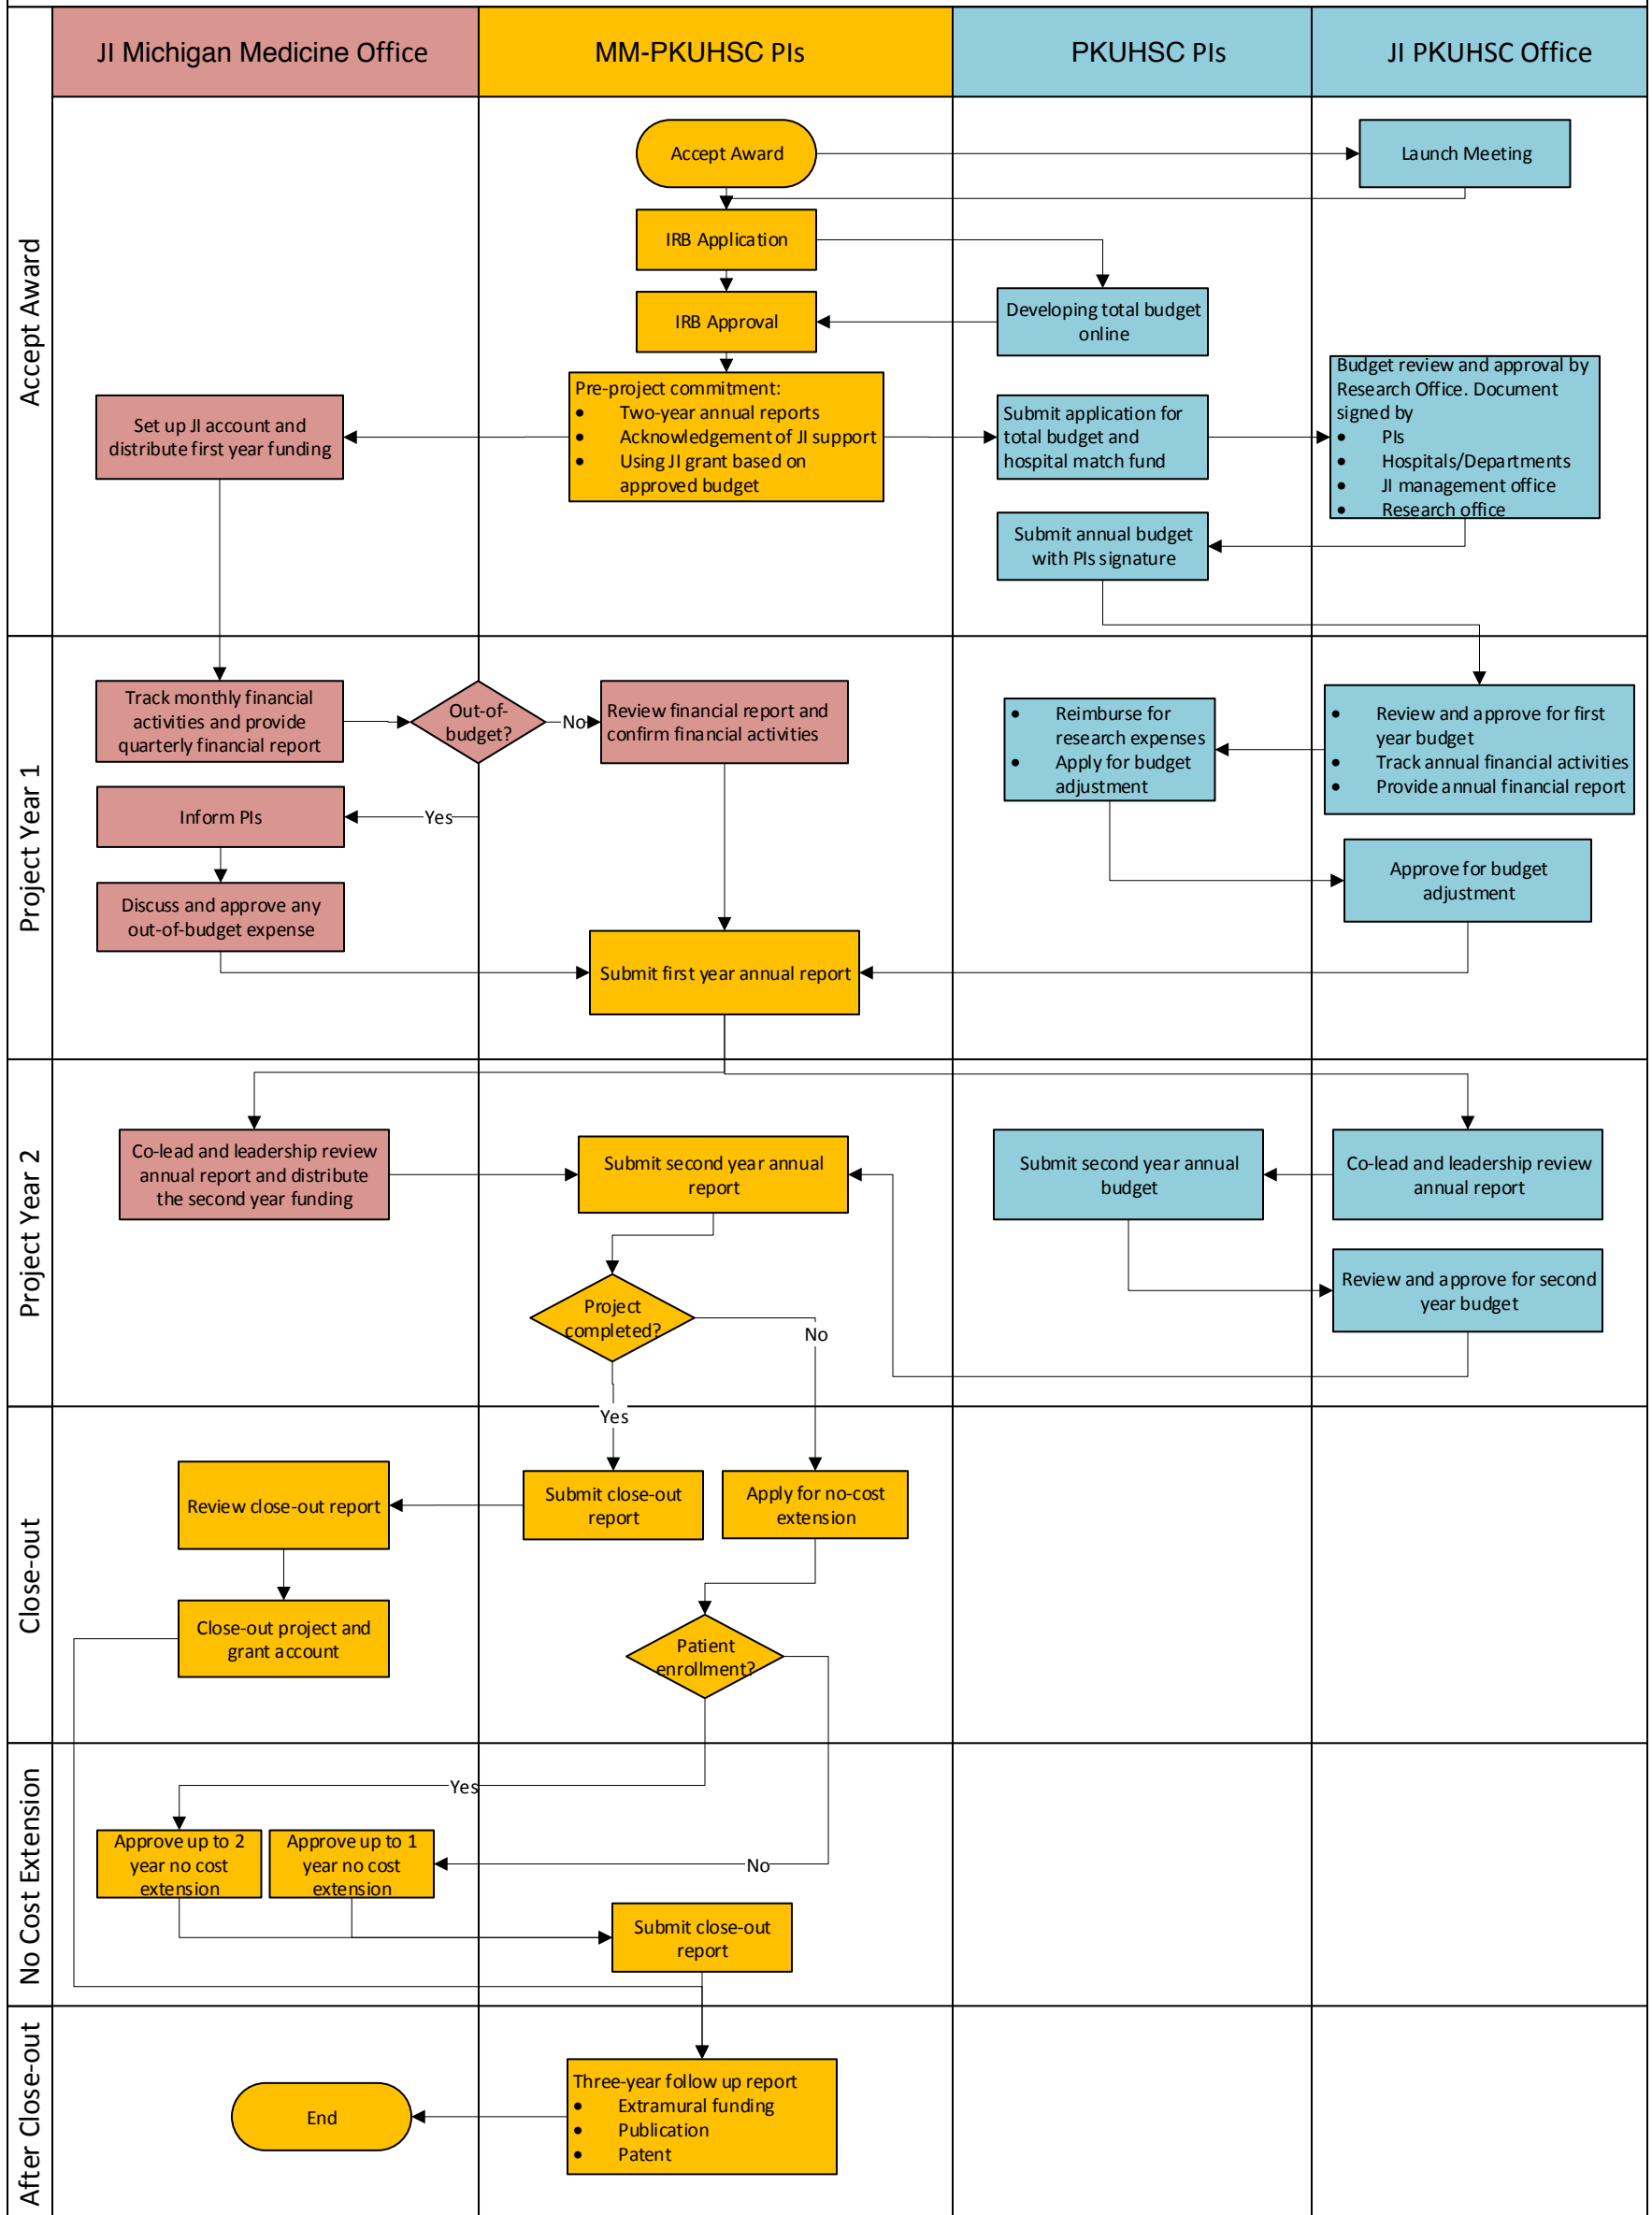 JI Michigan Medicine Office
MM-PKUHSC PIs
PKUHSC PIs
JI PKUHSC Office
Accept Award
Accept Award
Launch Meeting
IRB Application
IRB Approval
Developing total budget
online
Pre-project commitment:
• Two-year annual reports
• Acknowledgement of JI support
• Using JI grant based on
approved budget
Set up JI account and
distribute first year funding
Submit application for
total budget and
hospital match fund
Budget review and approval by
Research Office. Document
signed by
• PIs
• Hospitals/Departments
• JI management office
• Research office
Submit annual budget
with PIs signature
Project Year 1
Track monthly financial
activities and provide
quarterly financial report
Out-of-
budget?
No
Review financial report and
confirm financial activities
• Reimburse for
research expenses
• Apply for budget
adjustment
• Review and approve for first
year budget
• Track annual financial activities
• Provide annual financial report
Inform PIs
Yes
Discuss and approve any
out-of-budget expense
Approve for budget
adjustment
Submit first year annual report
Project Year 2
Co-lead and leadership review
annual report and distribute
the second year funding
Submit second year annual
report
Submit second year annual
budget
Co-lead and leadership review
annual report
Review and approve for second
year budget
Project
completed?
No
Yes
Close-out
Review close-out report
Submit close-out
report
Apply for no-cost
extension
Close-out project and
grant account
Patient
enrollment?
No Cost Extension
Yes
Approve up to 2
year no cost
extension
Approve up to 1
year no cost
extension
No
Submit close-out
report
After Close-out
Three-year follow up report
• Extramural funding
• Publication
• Patent
End